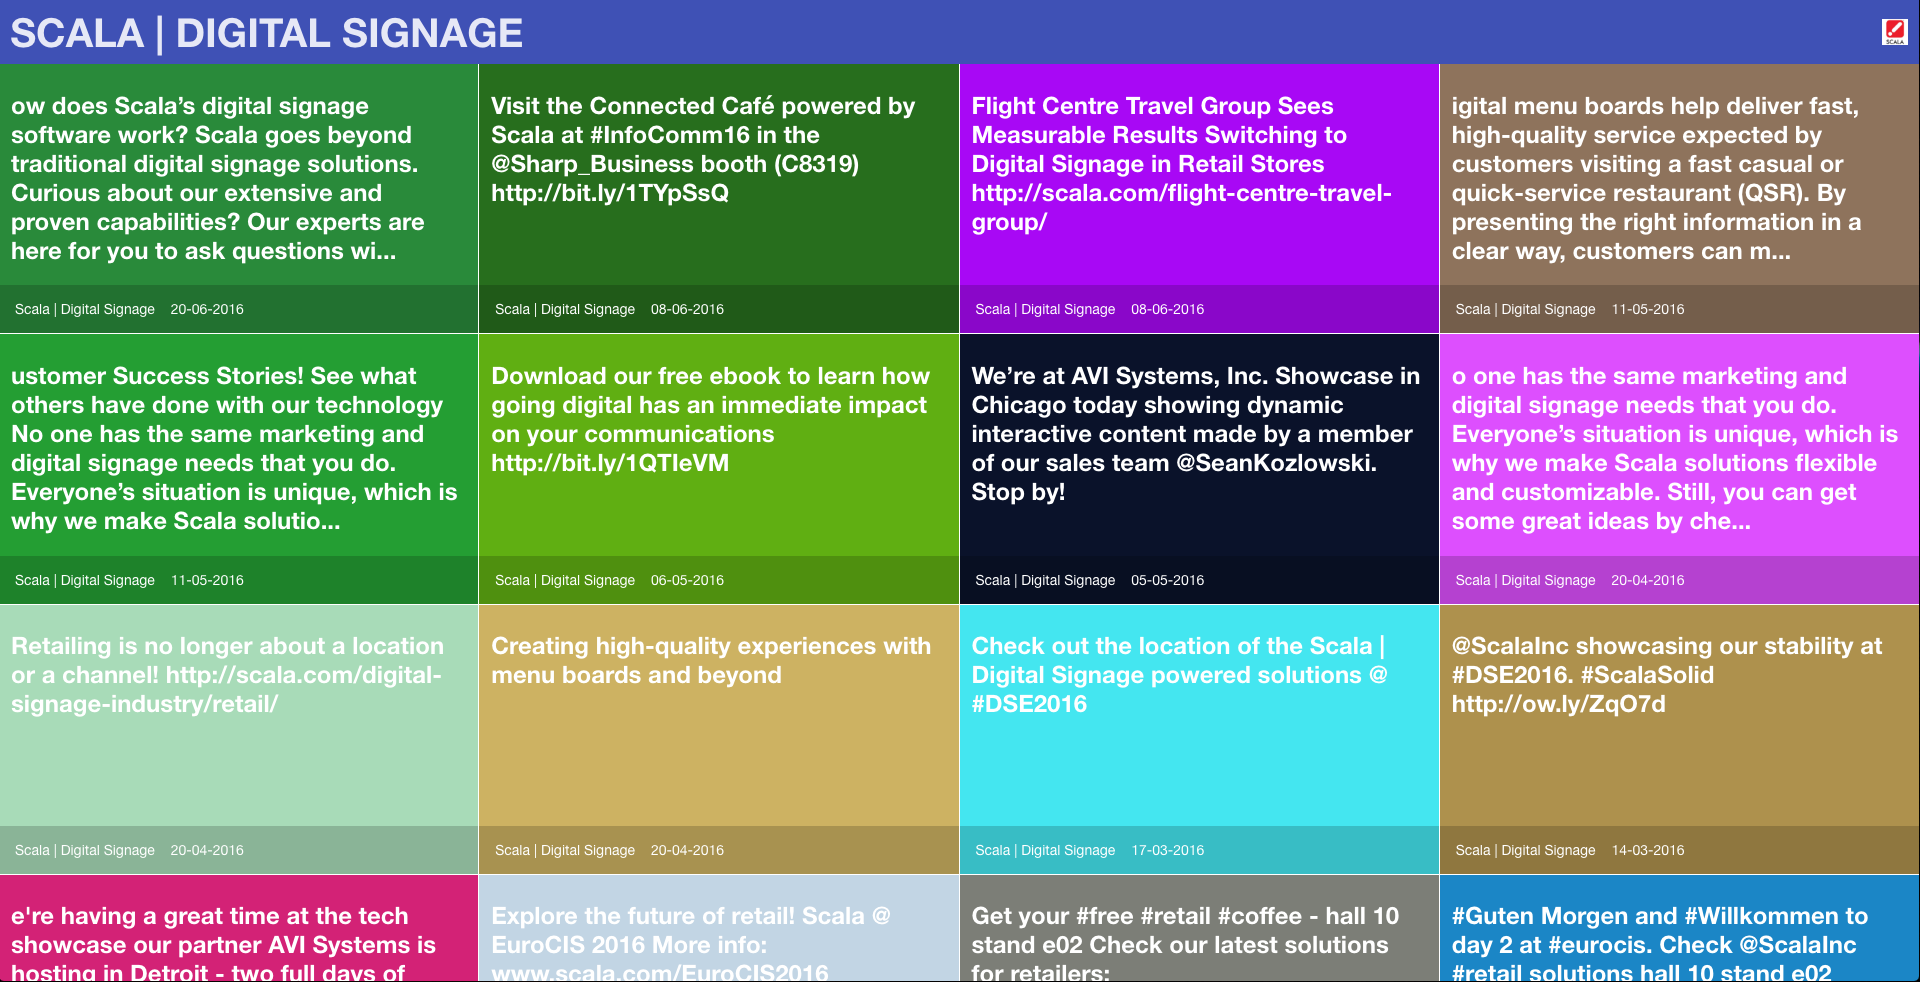 SCALA | DIGITAL SIGNAGE
SCALA
ow does Scala’s digital signage
software work? Scala goes beyond
traditional digital signage solutions.
Curious about our extensive and
proven capabilities? Our experts are
here for you to ask questions wi...
Scala | Digital Signage 20-06-2016
Visit the Connected Café powered by
Scala at #InfoComm16 in the
@Sharp_Business booth (C8319)
http://bit.ly/1TYpSsQ
Scala | Digital Signage 08-06-2016
Flight Centre Travel Group Sees
Measurable Results Switching to
Digital Signage in Retail Stores
http://scala.com/flight-centre-travel-
group/
Scala | Digital Signage 08-06-2016
igital menu boards help deliver fast,
high-quality service expected by
customers visiting a fast casual or
quick-service restaurant (QSR). By
presenting the right information in a
clear way, customers can m...
Scala | Digital Signage 11-05-2016
ustomer Success Stories! See what
others have done with our technology
No one has the same marketing and
digital signage needs that you do.
Everyone’s situation is unique, which is
why we make Scala solutio...
Scala | Digital Signage 11-05-2016
Download our free ebook to learn how
going digital has an immediate impact
on your communications
http://bit.ly/1QTIeVM
Scala | Digital Signage 06-05-2016
We’re at AVI Systems, Inc. Showcase in
Chicago today showing dynamic
interactive content made by a member
of our sales team @SeanKozlowski.
Stop by!
Scala | Digital Signage 05-05-2016
o one has the same marketing and
digital signage needs that you do.
Everyone’s situation is unique, which is
why we make Scala solutions flexible
and customizable. Still, you can get
some great ideas by che...
Scala | Digital Signage 20-04-2016
Retailing is no longer about a location
or a channel! http://scala.com/digital-
signage-industry/retail/
Scala | Digital Signage 20-04-2016
Creating high-quality experiences with
menu boards and beyond
Scala | Digital Signage 20-04-2016
Check out the location of the Scala |
Digital Signage powered solutions @
#DSE2016
Scala | Digital Signage 17-03-2016
@ScalaInc showcasing our stability at
#DSE2016. #ScalaSolid
http://ow.ly/ZqO7d
Scala | Digital Signage 14-03-2016
e're having a great time at the tech
showcase our partner AVI Systems is
hosting in Detroit - two full days of
Explore the future of retail! Scala @
EuroCIS 2016 More info:
www.scala.com/EuroCIS2016
Get your #free #retail #coffee - hall 10
stand e02 Check our latest solutions
for retailers:
#Guten Morgen and #Willkommen to
day 2 at #eurocis. Check @ScalaInc
#retail solutions hall 10 stand e02